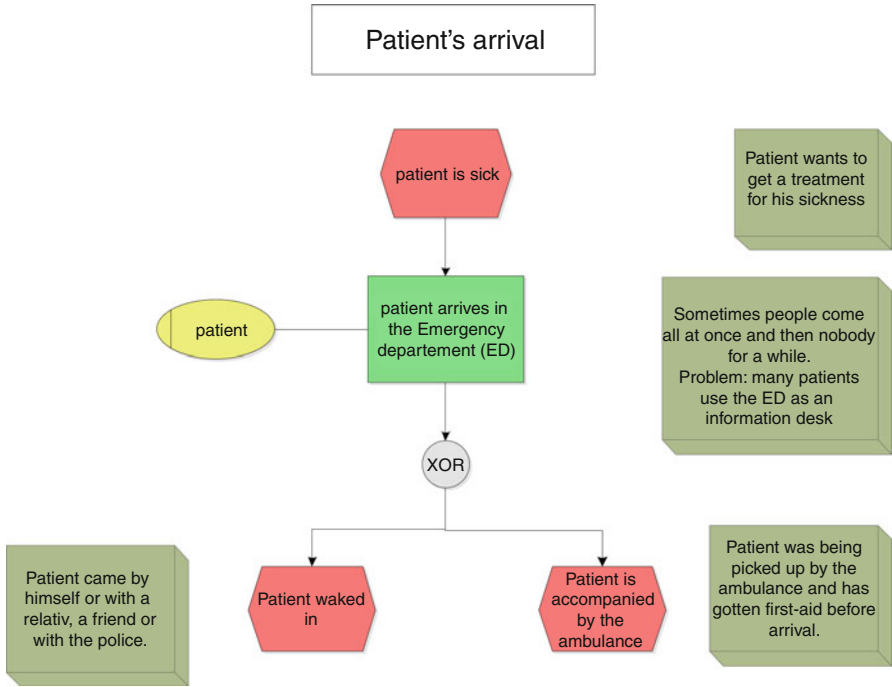 Patient's arrival
patient is sick
Patient wants to
get a treatment
for his sickness
patient
patient arrives in
the Emergency
departement (ED)
Sometimes people come
all at once and then nobody
for a while.
Problem: many patients
use the ED as an
information desk
XOR
Patient came by
himself or with a
relativ, a friend or
with the police.
Patient waked
in
Patient is
accompanied
by the
ambulance
Patient was being
picked up by the
ambulance and has
gotten first-aid before
arrival.